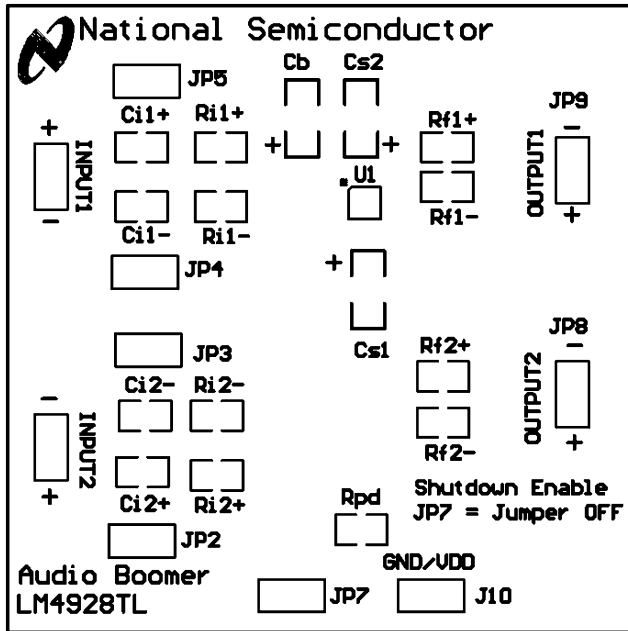 National Semiconductor
JP5
Cb
Cs2
Ci1+
Ri1+
+
+
Rf1+
JP9
+
INPUT1
-
U1
-
OUTPUT1
+
Rf1-
Ci1-
Ri1-
JP4
+
Cs1
JP3
Ci2-
Ri2-
Rf2+
JP8
-
INPUT2
+
-
OUTPUT2
+
Rf2-
Ci2+
Ri2+
JP2
Rpd
Shutdown Enable
JP7 = Jumper OFF
GND/VDD
Audio Boomer
LM4928TL
JP7
J10